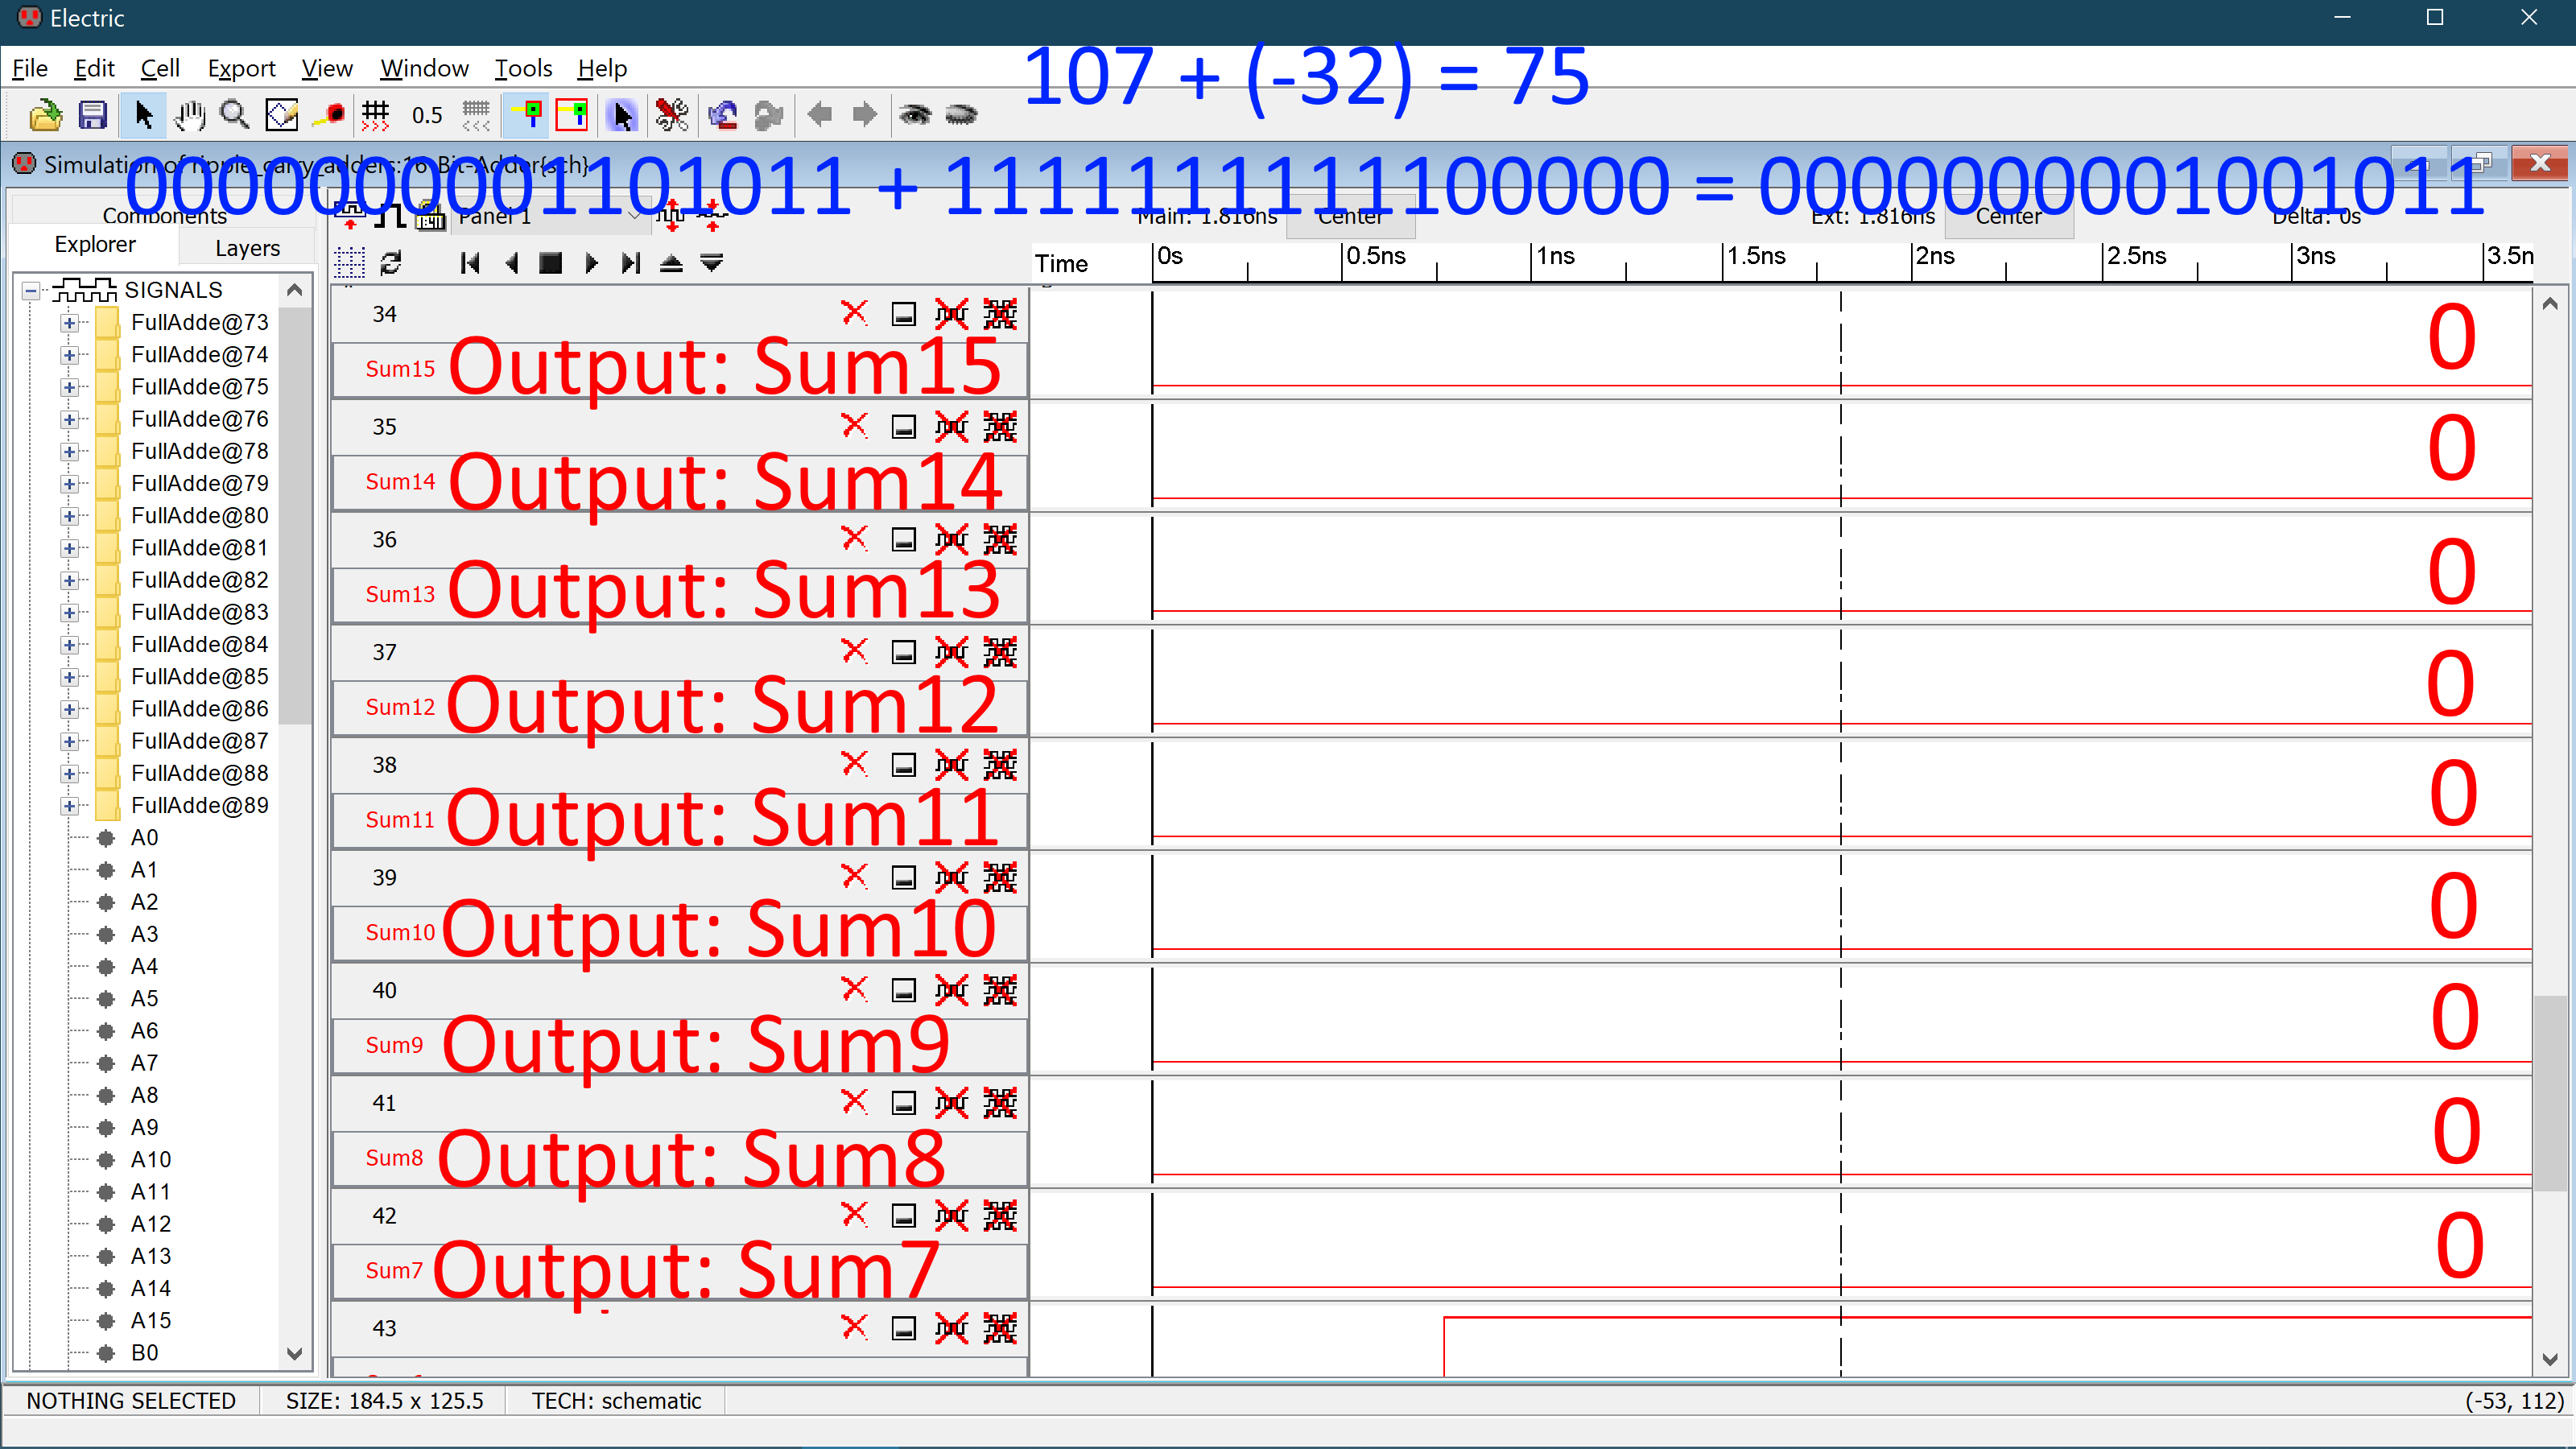 Electric
File Edit Cell Export View Window Tools Help
107 + (-32) = 75
0.5
Simulation of ripple_carry_adders:16-Bit-Adder{sch}
0000000001101011 + 1111111111100000 = 0000000001001011
Components
Explorer
Layers
Panel 1
Main: 1.816ns
Center
Ext: 1.816ns
Center
Delta: 0s
Time
0s 0.5ns 1ns 1.5ns 2ns 2.5ns 3ns 3.5n
SIGNALS
FullAdde@73
FullAdde@74
FullAdde@75
FullAdde@76
FullAdde@78
FullAdde@79
FullAdde@80
FullAdde@81
FullAdde@82
FullAdde@83
FullAdde@84
FullAdde@85
FullAdde@86
FullAdde@87
FullAdde@88
FullAdde@89
A0
A1
A2
A3
A4
A5
A6
A7
A8
A9
A10
A11
A12
A13
A14
A15
B0
34
Sum15 Output: Sum15 0
35
Sum14 Output: Sum14 0
36
Sum13 Output: Sum13 0
37
Sum12 Output: Sum12 0
38
Sum11 Output: Sum11 0
39
Sum10 Output: Sum10 0
40
Sum9 Output: Sum9 0
41
Sum8 Output: Sum8 0
42
Sum7 Output: Sum7 0
43
NOTHING SELECTED
SIZE: 184.5 x 125.5
TECH: schematic
(-53, 112)